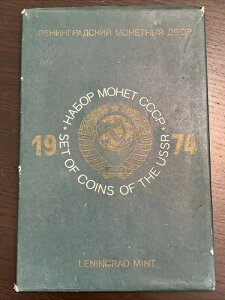 ЛЕНИНГРАДСКИЙ МОНЕТНЫЙ ДВОР
* НАБОР МОНЕТ СССР *
19 74
SET OF COINS OF THE USSR
LENINGRAD MINT